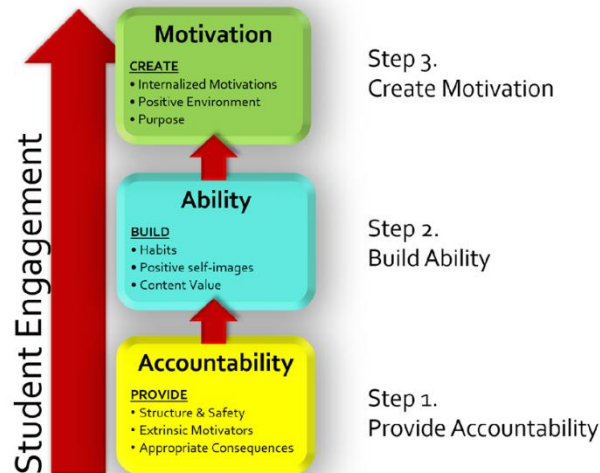 Student Engagement
Motivation
CREATE
• Internalized Motivations
• Positive Environment
• Purpose
Step 3.
Create Motivation
Ability
BUILD
• Habits
• Positive self-images
• Content Value
Step 2.
Build Ability
Accountability
PROVIDE
• Structure & Safety
• Extrinsic Motivators
• Appropriate Consequences
Step 1.
Provide Accountability